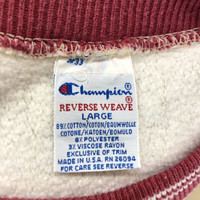 #33
Champion
REVERSE WEAVE
LARGE
89% COTTON/COTON/BAUMWOLLE
COTONE/KATOEN/BOMULD
8% POLYESTER
3% VISCOSE RAYON
EXCLUSIVE OF TRIM
MADE IN U.S.A. RN 26094
FOR CARE SEE REVERSE